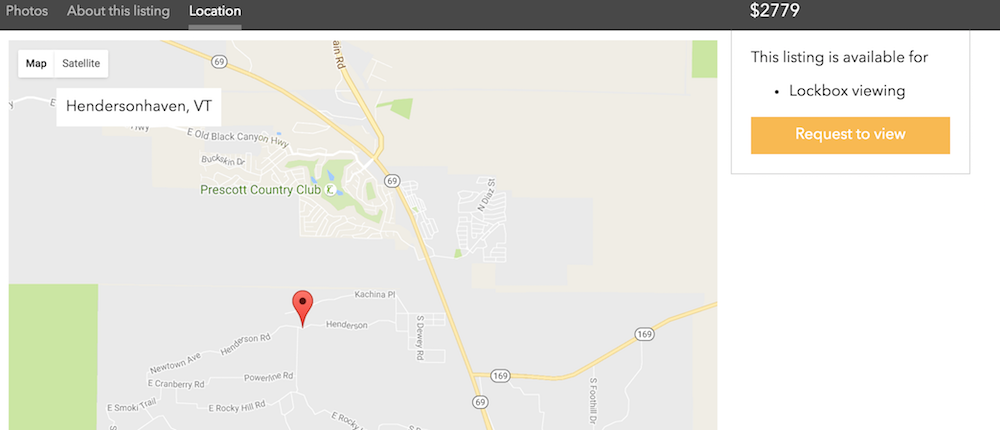 Photos About this listing Location
$2779
This listing is available for
• Lockbox viewing
Request to view
Map Satellite
Hendersonhaven, VT
69
ain Rd
y
E
Hwy
E Old Black Canyon Hwy
Buckskin Dr
Prescott Country Club
69
N Diaz St
Kachina Pl
Henderson
S Dewey Rd
169
Henderson Rd
Newtown Ave
E Cranberry Rd
Powerline Rd
169
S Foothill Dr
E Smoki Trail
E Rocky Hill Rd
69
E Rocky